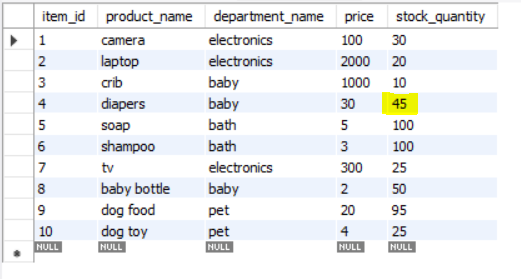 item_id product_name department_name price stock_quantity
1 camera electronics 100 30
2 laptop electronics 2000 20
3 crib baby 1000 10
4 diapers baby 30 45
5 soap bath 5 100
6 shampoo bath 3 100
7 tv electronics 300 25
8 baby bottle baby 2 50
9 dog food pet 20 95
10 dog toy pet 4 25
NULL NULL NULL NULL NULL